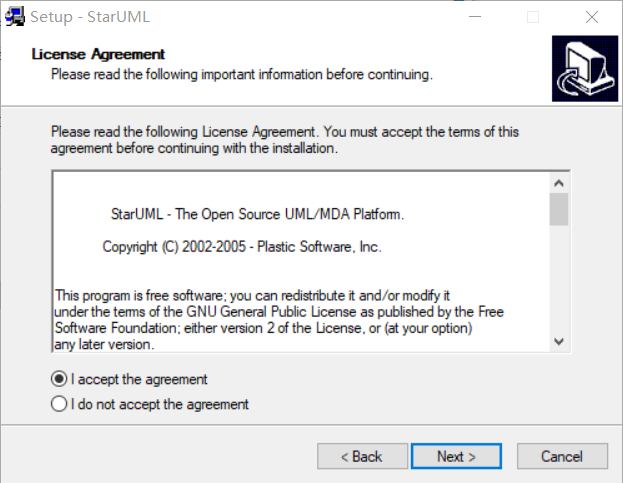 Setup - StarUML
License Agreement
Please read the following important information before continuing.
Please read the following License Agreement. You must accept the terms of this
agreement before continuing with the installation.
StarUML - The Open Source UML/MDA Platform.
Copyright (C) 2002-2005 - Plastic Software, Inc.
This program is free software; you can redistribute it and/or modify it
under the terms of the GNU General Public License as published by the Free
Software Foundation; either version 2 of the License, or (at your option)
any later version.
I accept the agreement
I do not accept the agreement
< Back Next > Cancel